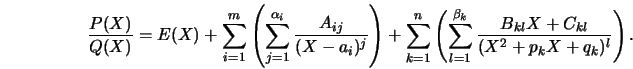 \frac{P(X)}{Q(X)} = E(X) + \sum_{i=1}^{m} \left( \sum_{j=1}^{\alpha_i} \frac{A_{ij}}{(X - a_i)^j} \right) + \sum_{k=1}^{n} \left( \sum_{l=1}^{\beta_k} \frac{B_{kl}X + C_{kl}}{(X^2 + p_k X + q_k)^l} \right).